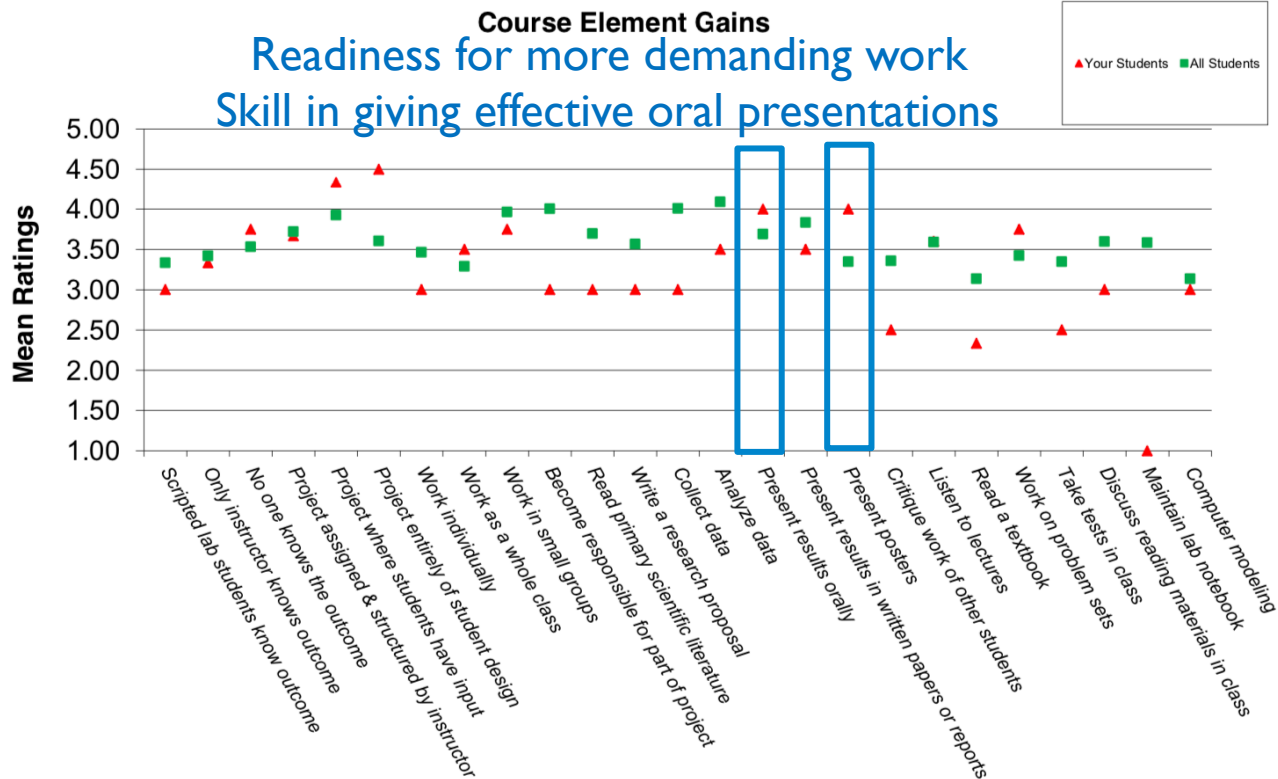 Course Element Gains
Readiness for more demanding work
Skill in giving effective oral presentations
Your Students
All Students
Mean Ratings
5.00
4.50
4.00
3.50
3.00
2.50
2.00
1.50
1.00
Scripted lab students know outcome
Only instructor knows outcome
No one knows the outcome
Project asssigned & structured by instructor
Project where students have input
Project entirely of student design
Work individually
Work as a whole class
Work in small groups
Become responsible for part of project
Read primary scientific literature
Write a research proposal
Collect data
Analyze data
Present results orally
Present results in written papers or reports
Present posters
Critique work of other students
Listen to lectures
Read a textbook
Work on problem sets
Take tests in class
Discuss reading materials in class
Maintain lab notebook
Computer modeling